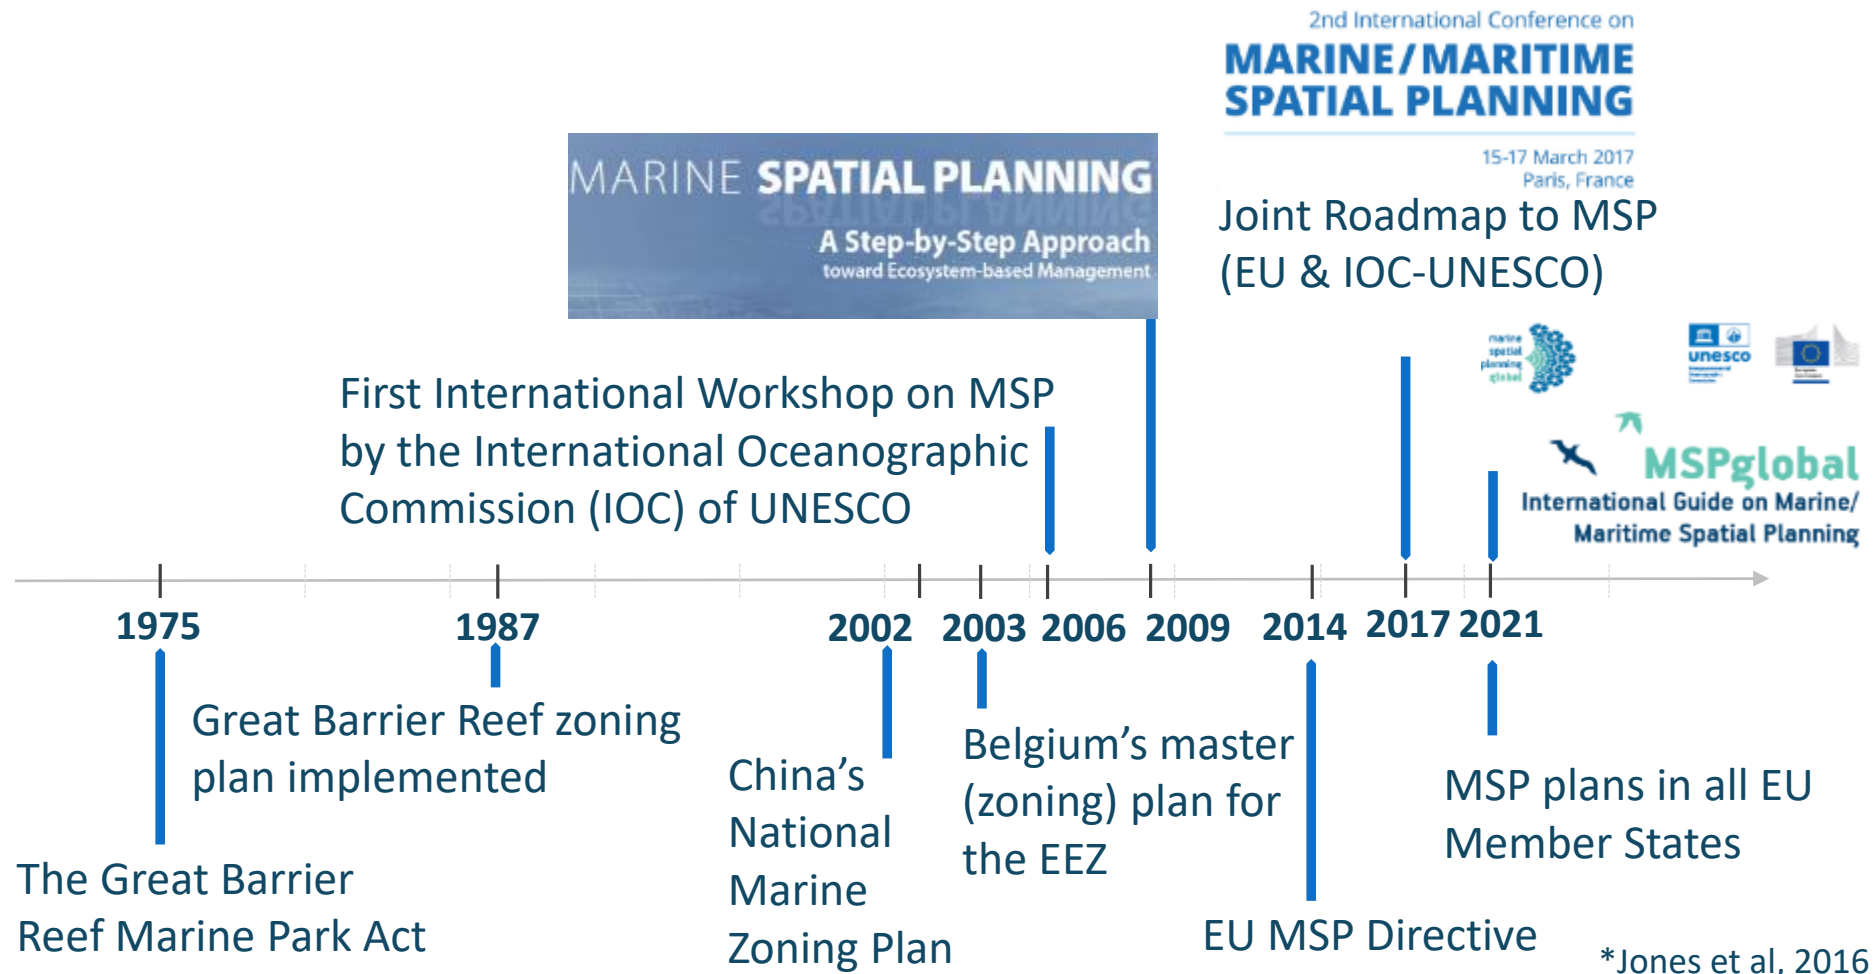 2nd International Conference on
MARINE/MARITIME
SPATIAL PLANNING
15-17 March 2017
Paris, France
Joint Roadmap to MSP
(EU & IOC-UNESCO)
MARINE SPATIAL PLANNING
A Step-by-Step Approach
toward Ecosystem-based Management
First International Workshop on MSP
by the International Oceanographic
Commission (IOC) of UNESCO
marine
spatial
planning
global
unesco
MSPglobal
International Guide on Marine/
Maritime Spatial Planning
1975
1987
2002
2003
2006
2009
2014
2017
2021
The Great Barrier
Reef Marine Park Act
Great Barrier Reef zoning
plan implemented
China’s
National
Marine
Zoning Plan
Belgium’s master
(zoning) plan for
the EEZ
EU MSP Directive
MSP plans in all EU
Member States
*Jones et al, 2016